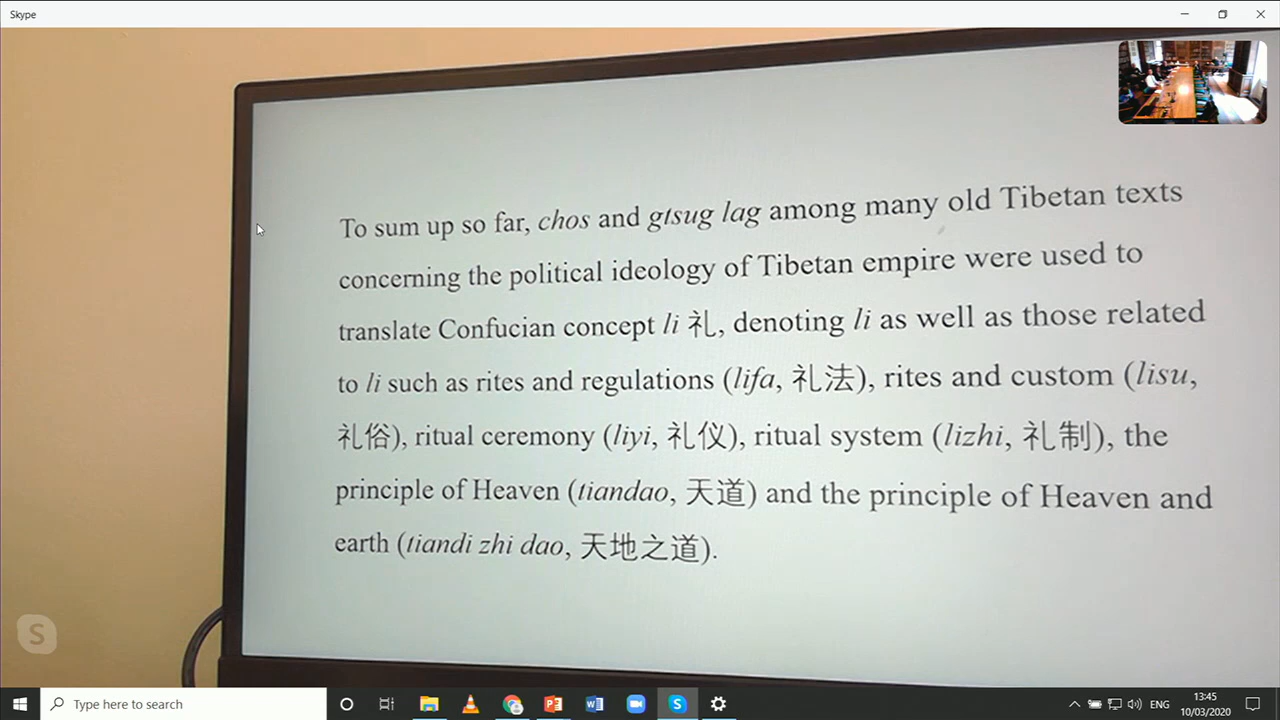 Skype
To sum up so far, chos and gtsug lag among many old Tibetan texts
concerning the political ideology of Tibetan empire were used to
translate Confucian concept li 礼, denoting li as well as those related
to li such as rites and regulations (lifa, 礼法), rites and custom (lisu,
礼俗), ritual ceremony (liyi, 礼仪), ritual system (lizhi, 礼制), the
principle of Heaven (tiandao, 天道) and the principle of Heaven and
earth (tiandi zhi dao, 天地之道).
S
Type here to search
ENG
13:45
10/03/2020